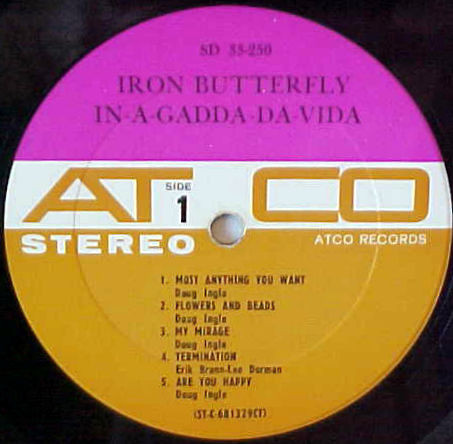 SD 33-250
IRON BUTTERFLY
IN-A-GADDA-DA-VIDA
ATCO
SIDE
1
STEREO
ATCO RECORDS
1. MOST ANYTHING YOU WANT
Doug Ingle
2. FLOWERS AND BEADS
Doug Ingle
3. MY MIRAGE
Doug Ingle
4. TERMINATION
Erik Brann-Lee Dorman
5. ARE YOU HAPPY
Doug Ingle
(ST-C-681329CT)